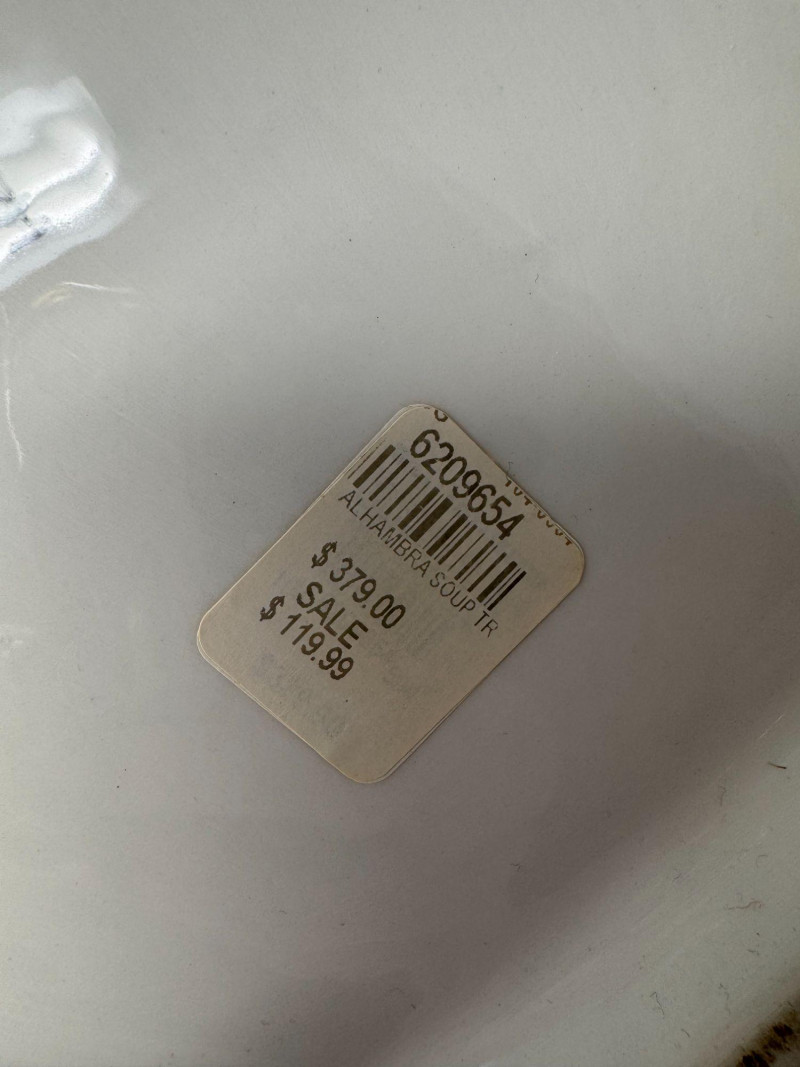 6209654
ALHAMBRA SOUP TR
$ 379.00
SALE
$ 119.99